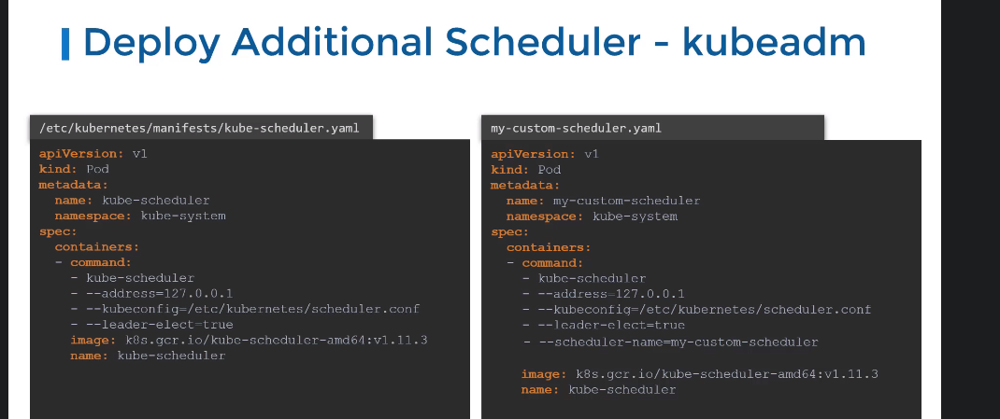 Deploy Additional Scheduler - kubeadm
/etc/kubernetes/manifests/kube-scheduler.yaml
apiVersion: v1
kind: Pod
metadata:
  name: kube-scheduler
  namespace: kube-system
spec:
  containers:
  - command:
    - kube-scheduler
    - --address=127.0.0.1
    - --kubeconfig=/etc/kubernetes/scheduler.conf
    - --leader-elect=true
    image: k8s.gcr.io/kube-scheduler-amd64:v1.11.3
    name: kube-scheduler
my-custom-scheduler.yaml
apiVersion: v1
kind: Pod
metadata:
  name: my-custom-scheduler
  namespace: kube-system
spec:
  containers:
  - command:
    - kube-scheduler
    - --address=127.0.0.1
    - --kubeconfig=/etc/kubernetes/scheduler.conf
    - --leader-elect=true
    - --scheduler-name=my-custom-scheduler
    image: k8s.gcr.io/kube-scheduler-amd64:v1.11.3
    name: kube-scheduler